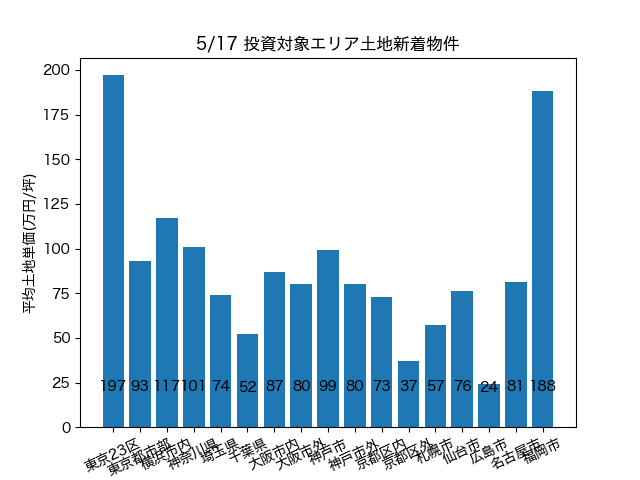 5/17 投資対象エリア土地新着物件
平均土地単価(万円/坪)
200
175
150
125
100
75
50
25
0
197 93 117 101 74 52 87 80 99 80 73 37 57 76 24 81 188
東京23区
東京都市部
横浜市内
神奈川県
埼玉県
千葉県
大阪市内
大阪市外
神戸市
神戸市外
京都区内
京都区外
札幌市
仙台市
広島市
名古屋市
福岡市